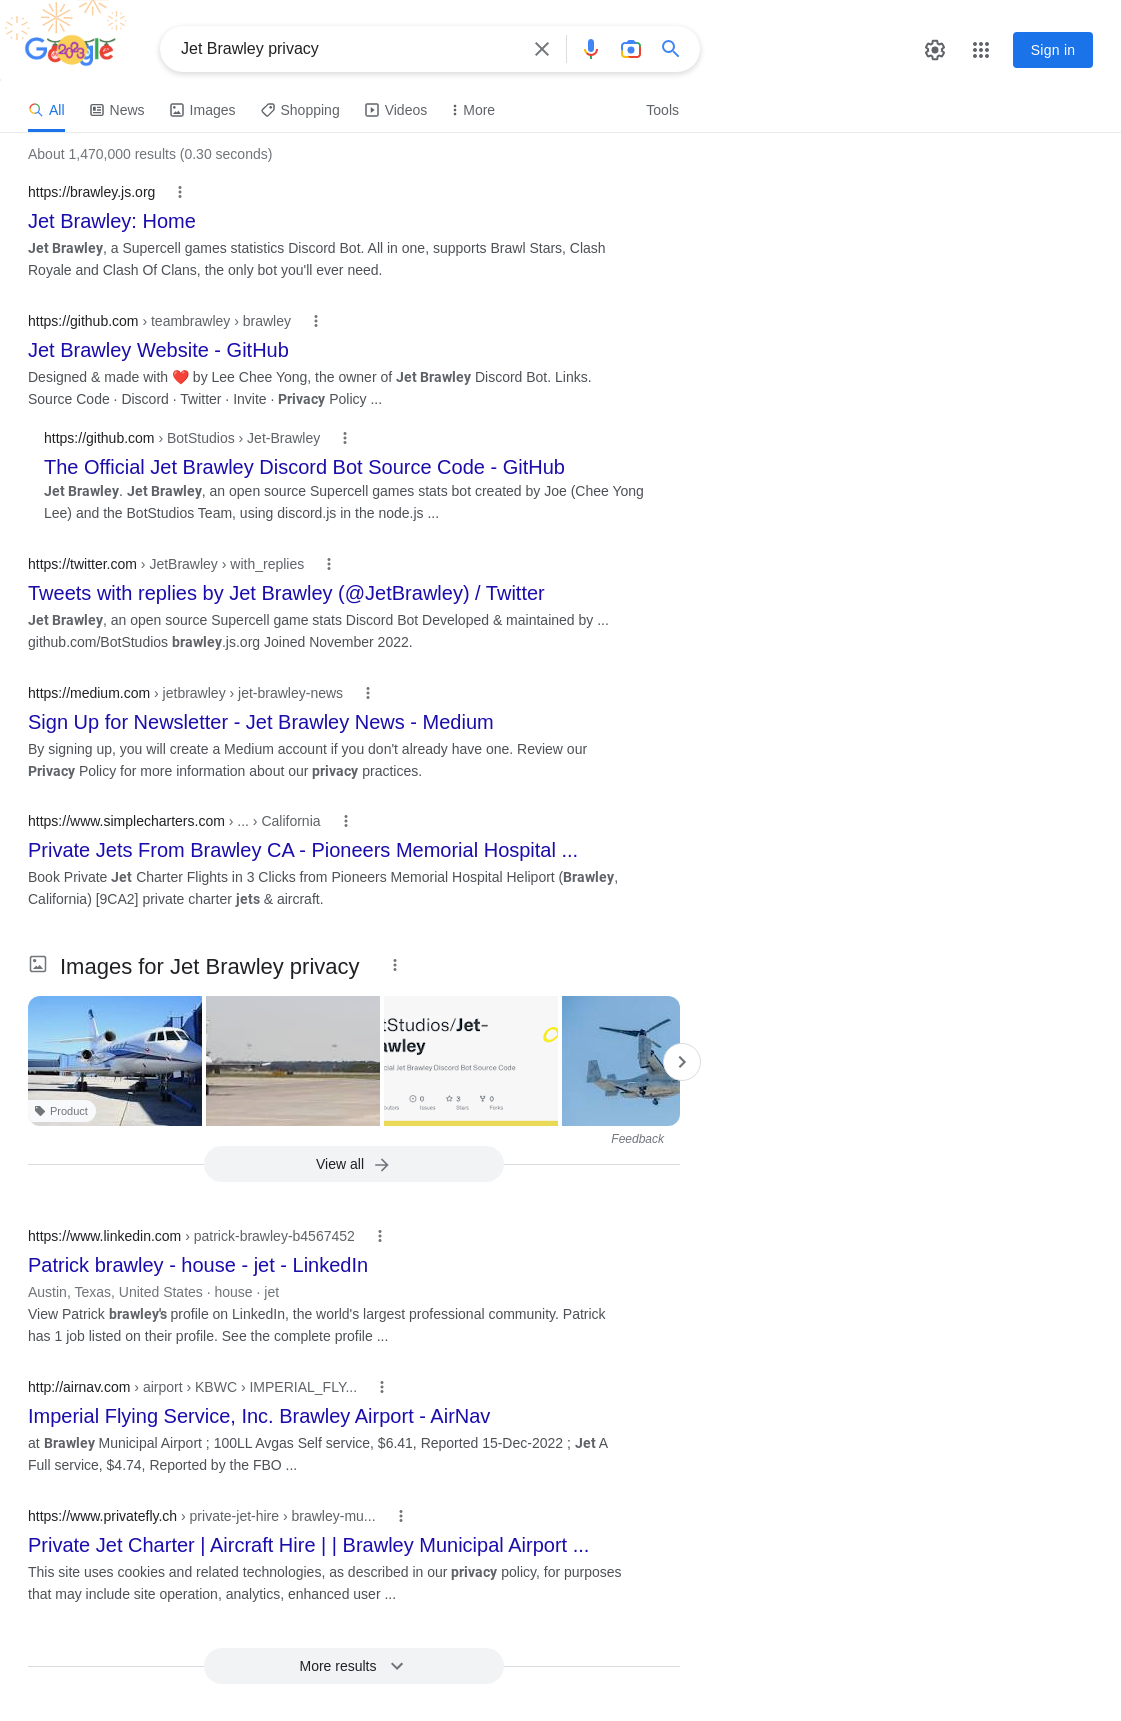 Google
2023
Jet Brawley privacy
Sign in
All
News
Images
Shopping
Videos
More
Tools
About 1,470,000 results (0.30 seconds)
https://brawley.js.org
Jet Brawley: Home
Jet Brawley, a Supercell games statistics Discord Bot. All in one, supports Brawl Stars, Clash
Royale and Clash Of Clans, the only bot you'll ever need.
https://github.com › teambrawley › brawley
Jet Brawley Website - GitHub
Designed & made with ❤️ by Lee Chee Yong, the owner of Jet Brawley Discord Bot. Links.
Source Code · Discord · Twitter · Invite · Privacy Policy ...
https://github.com › BotStudios › Jet-Brawley
The Official Jet Brawley Discord Bot Source Code - GitHub
Jet Brawley. Jet Brawley, an open source Supercell games stats bot created by Joe (Chee Yong
Lee) and the BotStudios Team, using discord.js in the node.js ...
https://twitter.com › JetBrawley › with_replies
Tweets with replies by Jet Brawley (@JetBrawley) / Twitter
Jet Brawley, an open source Supercell game stats Discord Bot Developed & maintained by ...
github.com/BotStudios brawley.js.org Joined November 2022.
https://medium.com › jetbrawley › jet-brawley-news
Sign Up for Newsletter - Jet Brawley News - Medium
By signing up, you will create a Medium account if you don't already have one. Review our
Privacy Policy for more information about our privacy practices.
https://www.simplecharters.com › ... › California
Private Jets From Brawley CA - Pioneers Memorial Hospital ...
Book Private Jet Charter Flights in 3 Clicks from Pioneers Memorial Hospital Heliport (Brawley,
California) [9CA2] private charter jets & aircraft.
Images for Jet Brawley privacy
tStudios/Jet-
awley
cial Jet Brawley Discord Bot Source Code
0 3 0
butors Issues Stars Forks
Product
Feedback
View all
https://www.linkedin.com › patrick-brawley-b4567452
Patrick brawley - house - jet - LinkedIn
Austin, Texas, United States · house · jet
View Patrick brawley's profile on LinkedIn, the world's largest professional community. Patrick
has 1 job listed on their profile. See the complete profile ...
http://airnav.com › airport › KBWC › IMPERIAL_FLY...
Imperial Flying Service, Inc. Brawley Airport - AirNav
at Brawley Municipal Airport ; 100LL Avgas Self service, $6.41, Reported 15-Dec-2022 ; Jet A
Full service, $4.74, Reported by the FBO ...
https://www.privatefly.ch › private-jet-hire › brawley-mu...
Private Jet Charter | Aircraft Hire | | Brawley Municipal Airport ...
This site uses cookies and related technologies, as described in our privacy policy, for purposes
that may include site operation, analytics, enhanced user ...
More results